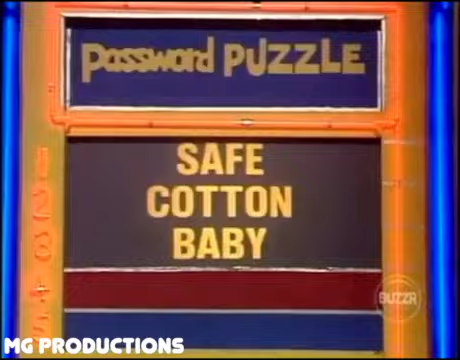 password PUZZLE
SAFE
COTTON
BABY
BUZZR
MG PRODUCTIONS